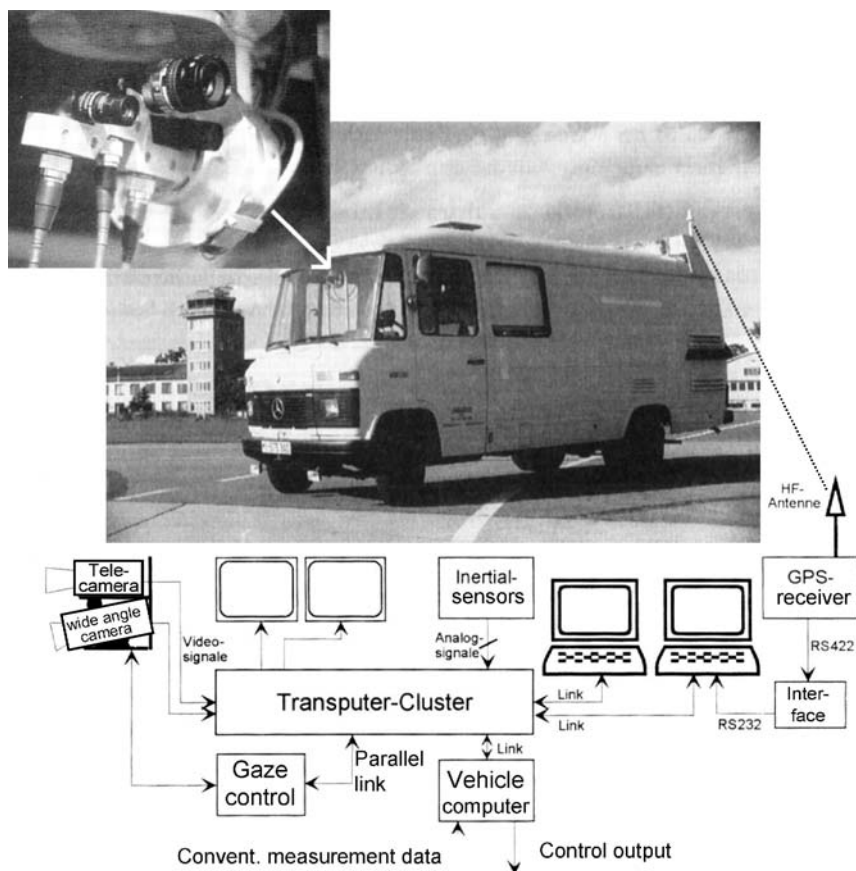 HF-
Antenne
Tele-
camera
wide angle
camera
Video-
signale
Inertial-
sensors
Analog-
signale
GPS-
receiver
RS422
Transputer-Cluster
Link
Link
RS232
Inter-
face
Gaze
control
Parallel
link
Link
Vehicle
computer
Convent. measurement data
Control output